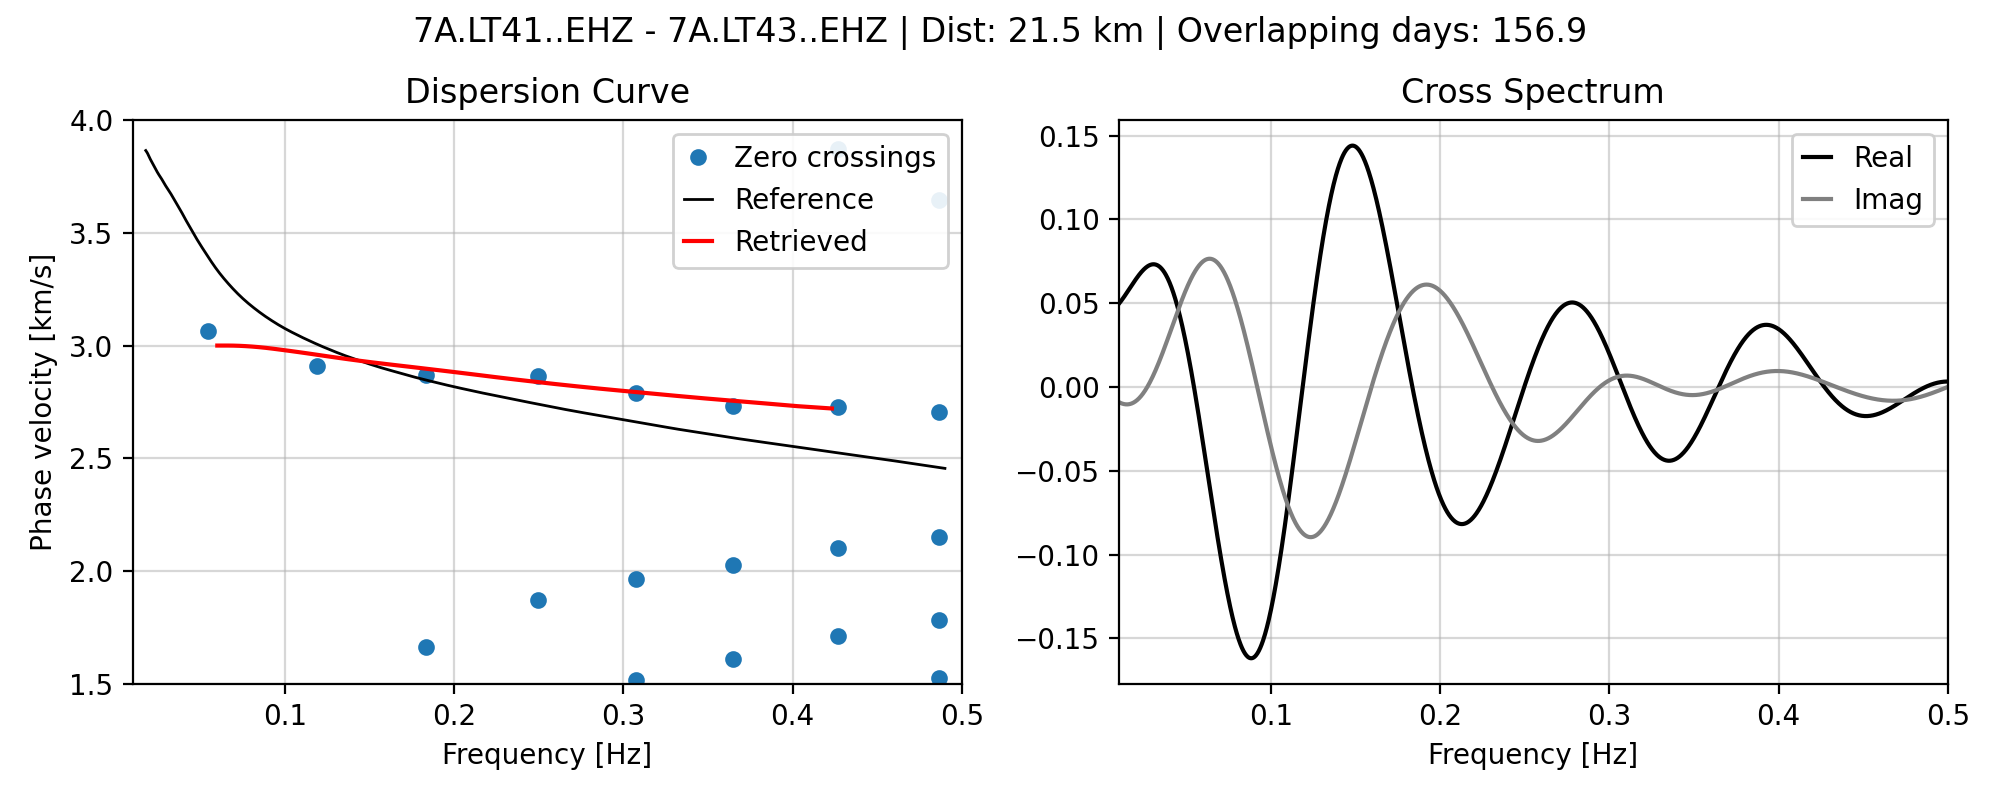 7A.LT41..EHZ - 7A.LT43..EHZ | Dist: 21.5 km | Overlapping days: 156.9
Dispersion Curve
4.0
3.5
3.0
2.5
2.0
1.5
Phase velocity [km/s]
Zero crossings
Reference
Retrieved
0.1 0.2 0.3 0.4 0.5
Frequency [Hz]
Cross Spectrum
0.15
0.10
0.05
0.00
−0.05
−0.10
−0.15
Real
Imag
0.1 0.2 0.3 0.4 0.5
Frequency [Hz]